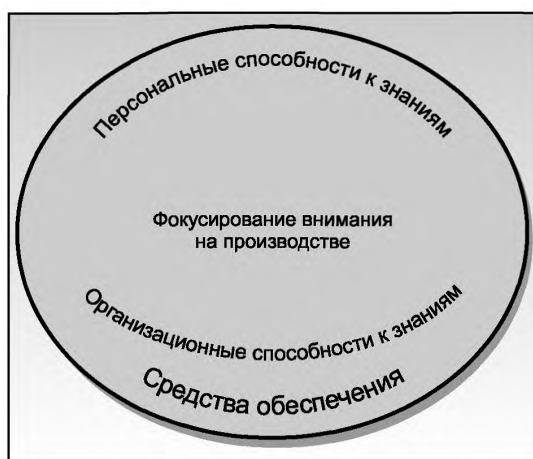 Персональные способности к знаниям
Фокусирование внимания
на производстве
Организационные способности к знаниям
Средства обеспечения